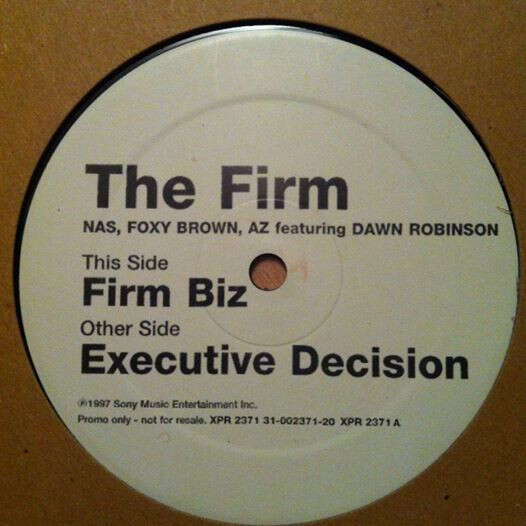 The Firm
NAS, FOXY BROWN, AZ featuring DAWN ROBINSON
This Side
Firm Biz
Other Side
Executive Decision
℗1997 Sony Music Entertainment Inc.
Promo only - not for resale. XPR 2371 31-002371-20 XPR 2371 A